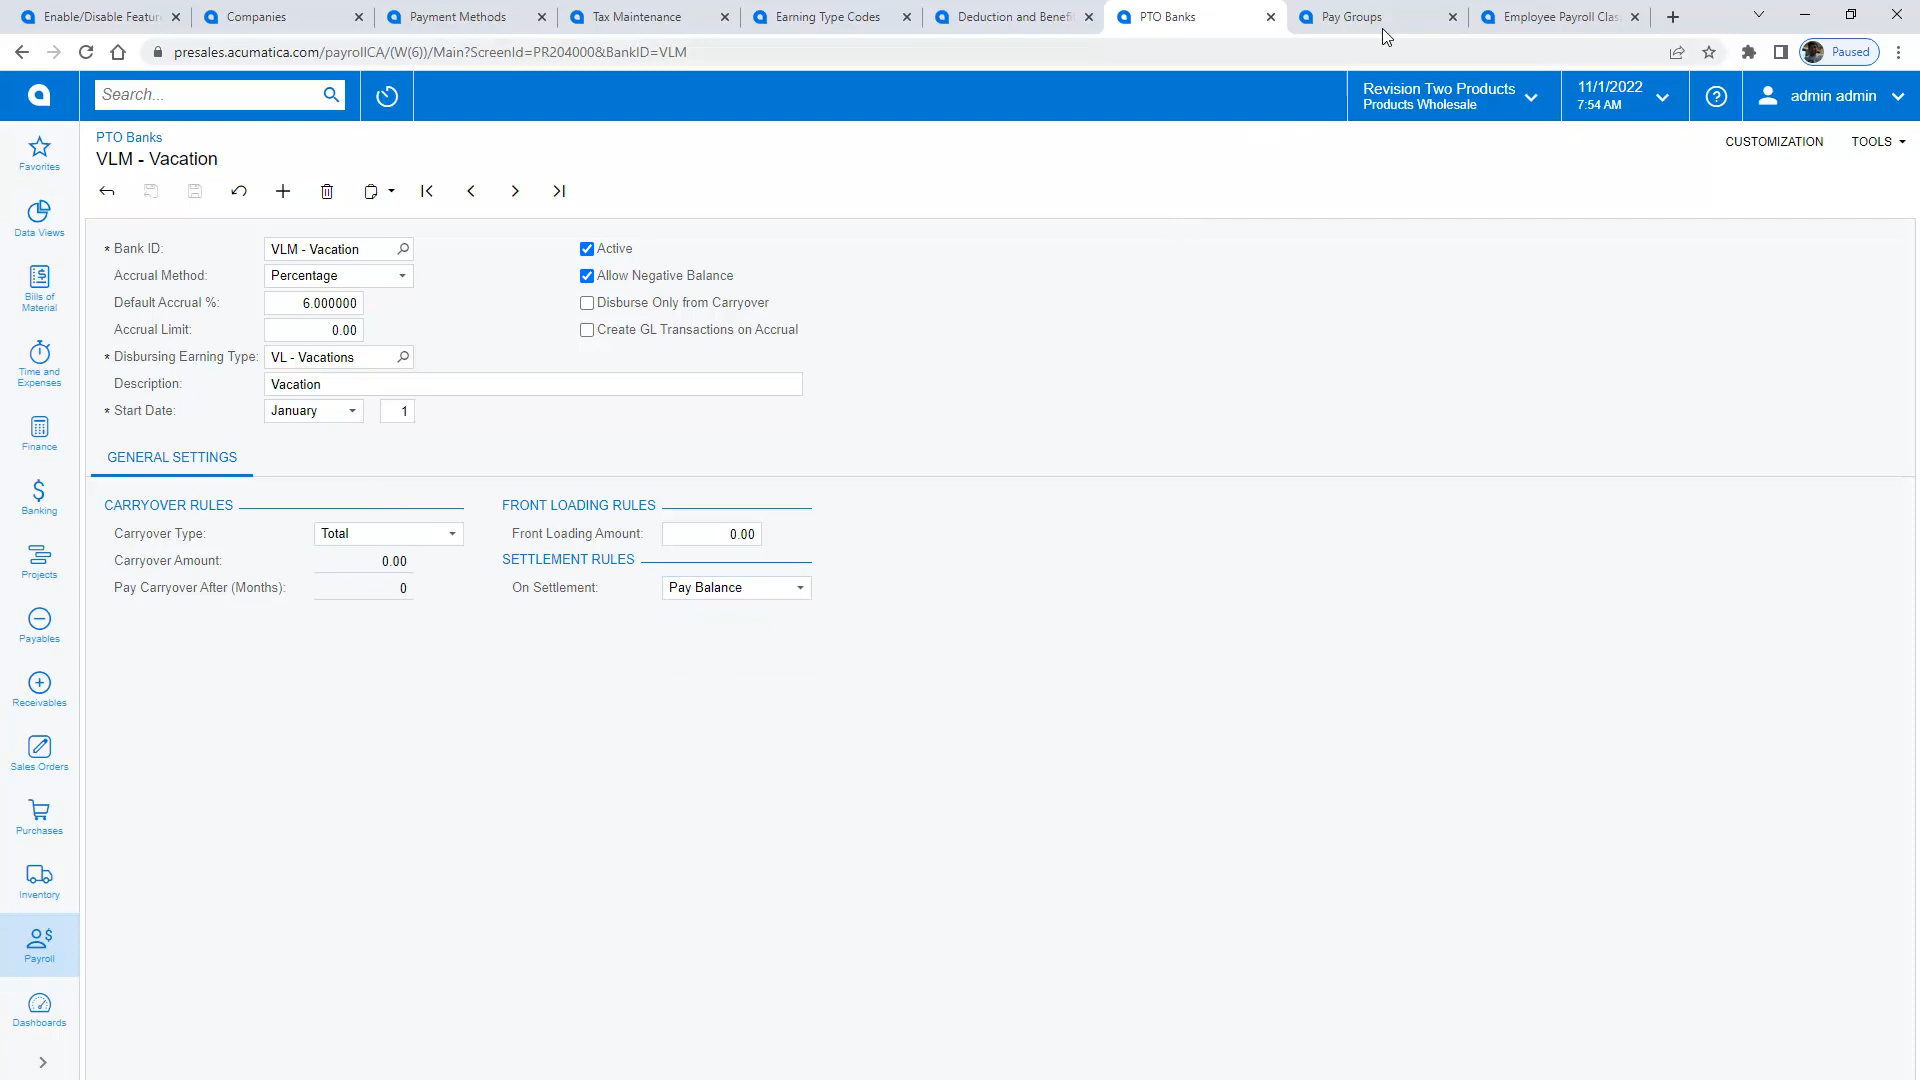 Enable/Disable Featur
Companies
Payment Methods
Tax Maintenance
Earning Type Codes
Deduction and Benefi
PTO Banks
Pay Groups
Employee Payroll Clas
presales.acumatica.com/payrollCA/(W(6))/Main?ScreenId=PR204000&BankID=VLM
Paused
Search...
Revision Two Products
Products Wholesale
11/1/2022
7:54 AM
admin admin
PTO Banks
VLM - Vacation
CUSTOMIZATION
TOOLS
Favorites
Data Views
Bills of
Material
Time and
Expenses
Finance
Banking
Projects
Payables
Receivables
Sales Orders
Purchases
Inventory
Payroll
Dashboards
* Bank ID: VLM - Vacation
Active
Accrual Method: Percentage
Allow Negative Balance
Default Accrual %: 6.000000
Disburse Only from Carryover
Accrual Limit: 0.00
Create GL Transactions on Accrual
* Disbursing Earning Type: VL - Vacations
Description: Vacation
* Start Date: January 1
GENERAL SETTINGS
CARRYOVER RULES
Carryover Type: Total
Carryover Amount: 0.00
Pay Carryover After (Months): 0
FRONT LOADING RULES
Front Loading Amount: 0.00
SETTLEMENT RULES
On Settlement: Pay Balance